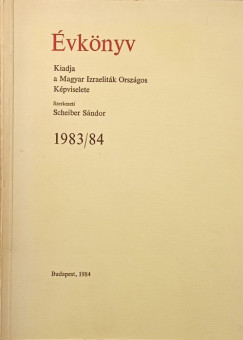 Évkönyv
Kiadja
a Magyar Izraeliták Országos
Képviselete
Szerkeszti
Scheiber Sándor
1983/84
Budapest, 1984